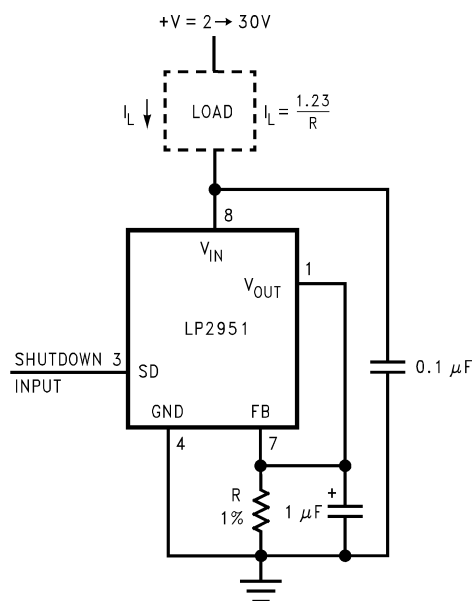 +V = 2 → 30V
I_L
LOAD
I_L = 1.23 / R
8
V_IN
1
V_OUT
LP2951
0.1 μF
SHUTDOWN 3
SD
INPUT
GND
FB
4
7
R
1%
+
1 μF